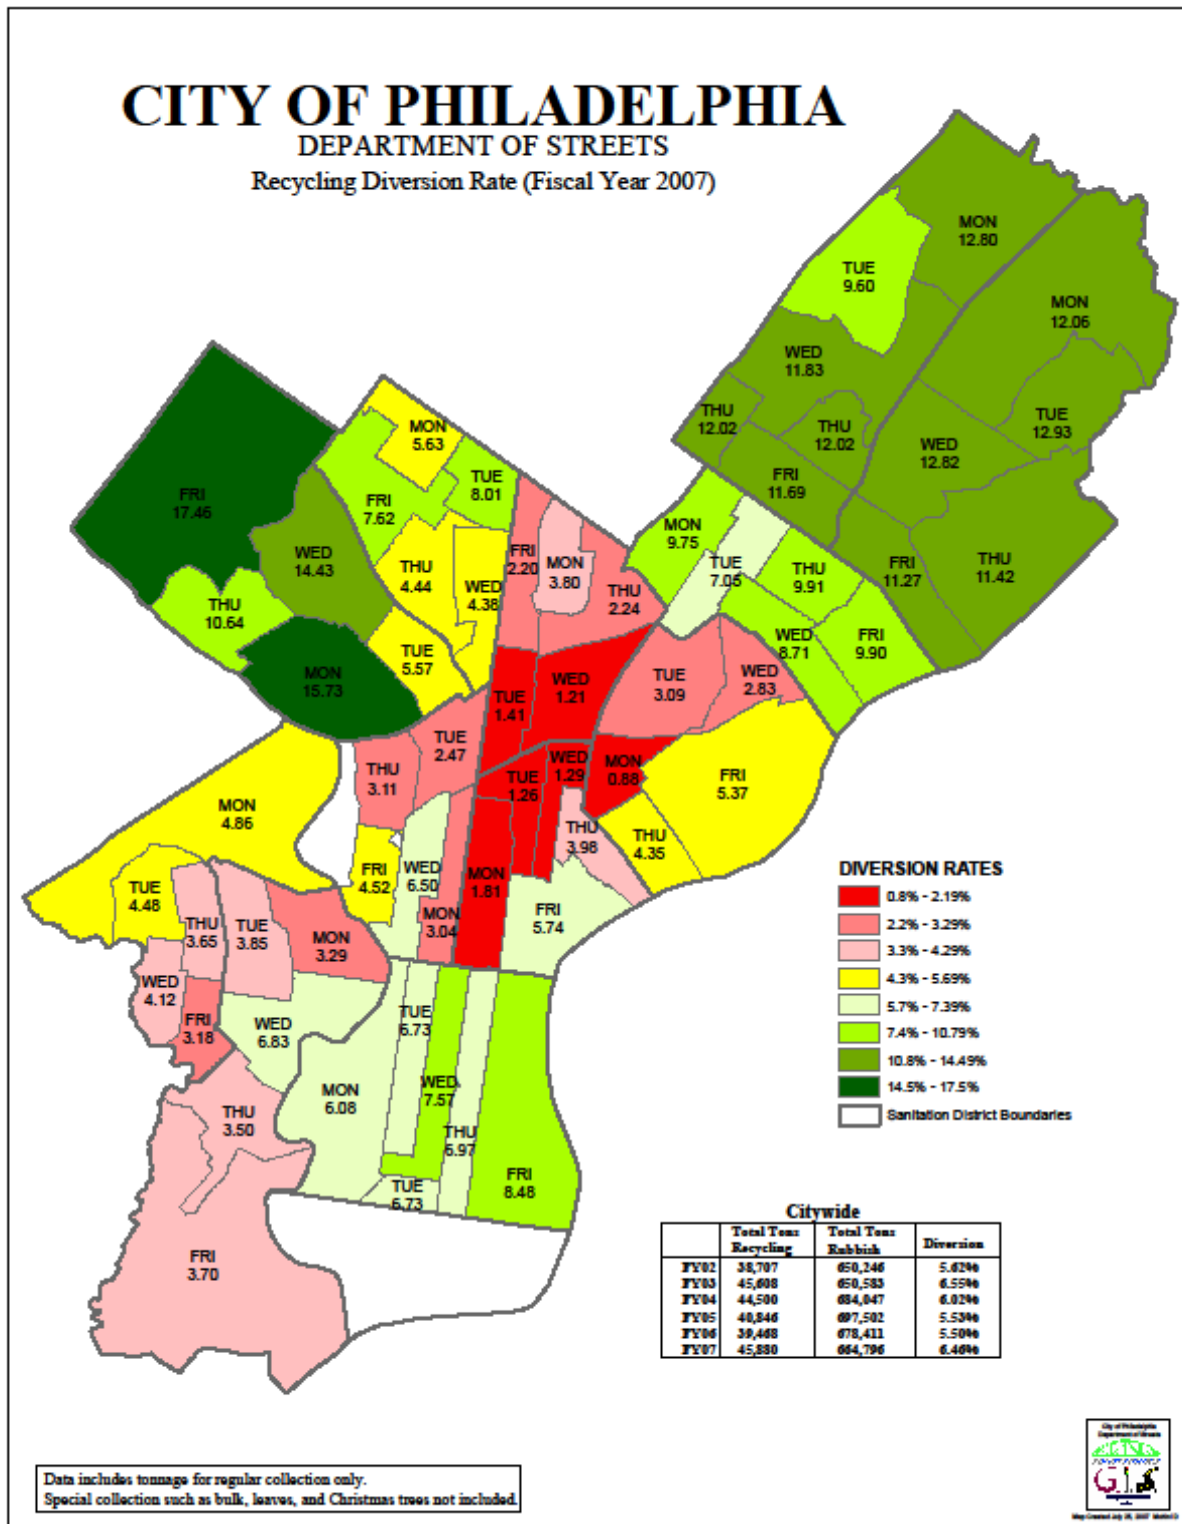 CITY OF PHILADELPHIA
DEPARTMENT OF STREETS
Recycling Diversion Rate (Fiscal Year 2007)
MON
12.80
TUE
9.60
MON
12.06
WED
11.83
THU
12.02
THU
12.02
TUE
12.93
WED
12.82
FRI
11.69
FRI
11.27
THU
11.42
MON
5.63
TUE
8.01
FRI
7.62
FRI
17.46
WED
14.43
THU
4.44
WED
4.38
FRI
2.20
MON
3.80
THU
2.24
MON
9.75
TUE
7.05
THU
9.91
WED
8.71
FRI
9.90
THU
10.64
TUE
5.57
MON
15.73
TUE
1.41
WED
1.21
TUE
3.09
WED
2.83
TUE
2.47
THU
3.11
TUE
1.26
WED
1.29
MON
0.88
FRI
5.37
MON
4.86
THU
3.98
THU
4.35
FRI
4.52
WED
6.50
MON
1.81
TUE
4.48
THU
3.65
TUE
3.85
MON
3.29
MON
3.04
FRI
5.74
WED
4.12
FRI
3.18
WED
6.83
TUE
6.73
MON
6.08
WED
7.57
THU
6.97
THU
3.50
TUE
6.73
FRI
8.48
FRI
3.70
DIVERSION RATES
0.8% - 2.19%
2.2% - 3.29%
3.3% - 4.29%
4.3% - 5.69%
5.7% - 7.39%
7.4% - 10.79%
10.8% - 14.49%
14.5% - 17.5%
Sanitation District Boundaries
Citywide
Total Tons Recycling Total Tons Rubbish Diversion
FY02 38,707 650,246 5.62%
FY03 45,608 650,583 6.55%
FY04 44,500 684,047 6.02%
FY05 40,846 697,502 5.53%
FY06 39,468 678,411 5.50%
FY07 45,880 664,796 6.46%
Data includes tonnage for regular collection only.
Special collection such as bulk, leaves, and Christmas trees not included.
City of Philadelphia
Department of Streets
G.I.S.